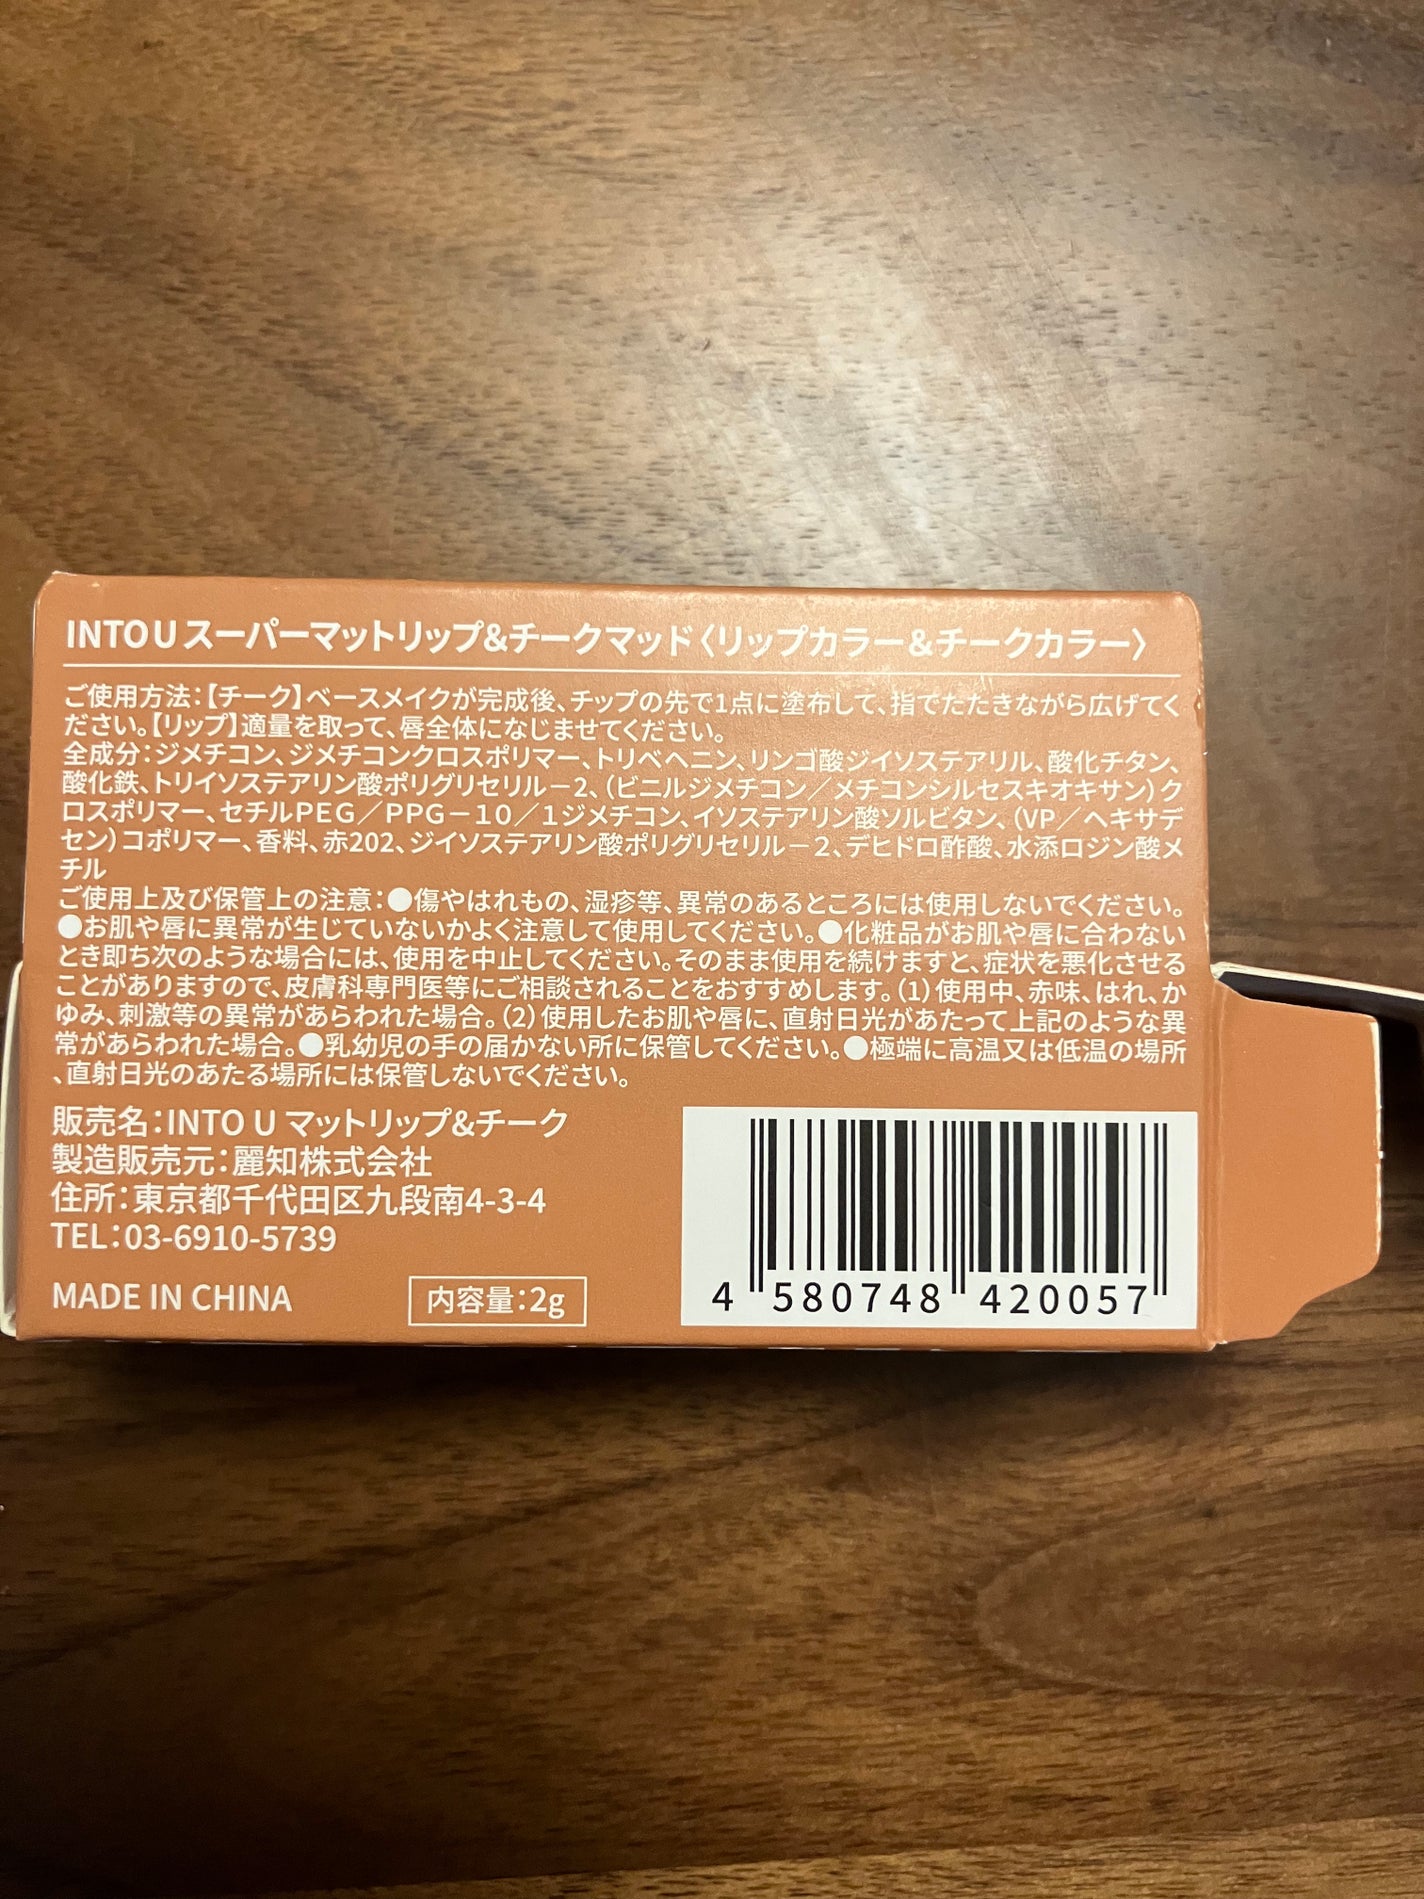 INTO U スーパーマットリップ&チークマッド〈リップカラー&チークカラー〉
ご使用方法:【チーク】ベースメイクが完成後、チップの先で1点に塗布して、指でたたきながら広げてく
ださい。【リップ】適量を取って、唇全体になじませてください。
全成分:ジメチコン、ジメチコンクロスポリマー、トリベヘニン、リンゴ酸ジイソステアリル、酸化チタン、
酸化鉄、トリイソステアリン酸ポリグリセリル－2、(ビニルジメチコン／メチコンシルセスキオキサン)ク
ロスポリマー、セチルPEG／PPG－10／1ジメチコン、イソステアリン酸ソルビタン、(VP／ヘキサデ
セン)コポリマー、香料、赤202、ジイソステアリン酸ポリグリセリル－2、デヒドロ酢酸、水添ロジン酸メ
チル
ご使用上及び保管上の注意:●傷やはれもの、湿疹等、異常のあるところには使用しないでください。
●お肌や唇に異常が生じていないかよく注意して使用してください。●化粧品がお肌や唇に合わない
とき即ち次のような場合には、使用を中止してください。そのまま使用を続けますと、症状を悪化させる
ことがありますので、皮膚科専門医等にご相談されることをおすすめします。(1)使用中、赤味、はれ、か
ゆみ、刺激等の異常があらわれた場合。(2)使用したお肌や唇に、直射日光があたって上記のような異
常があらわれた場合。●乳幼児の手の届かない所に保管してください。●極端に高温又は低温の場所
、直射日光のあたる場所には保管しないでください。
販売名:INTO U マットリップ&チーク
製造販売元:麗知株式会社
住所:東京都千代田区九段南4-3-4
TEL:03-6910-5739
MADE IN CHINA
内容量:2g
4 580748 420057